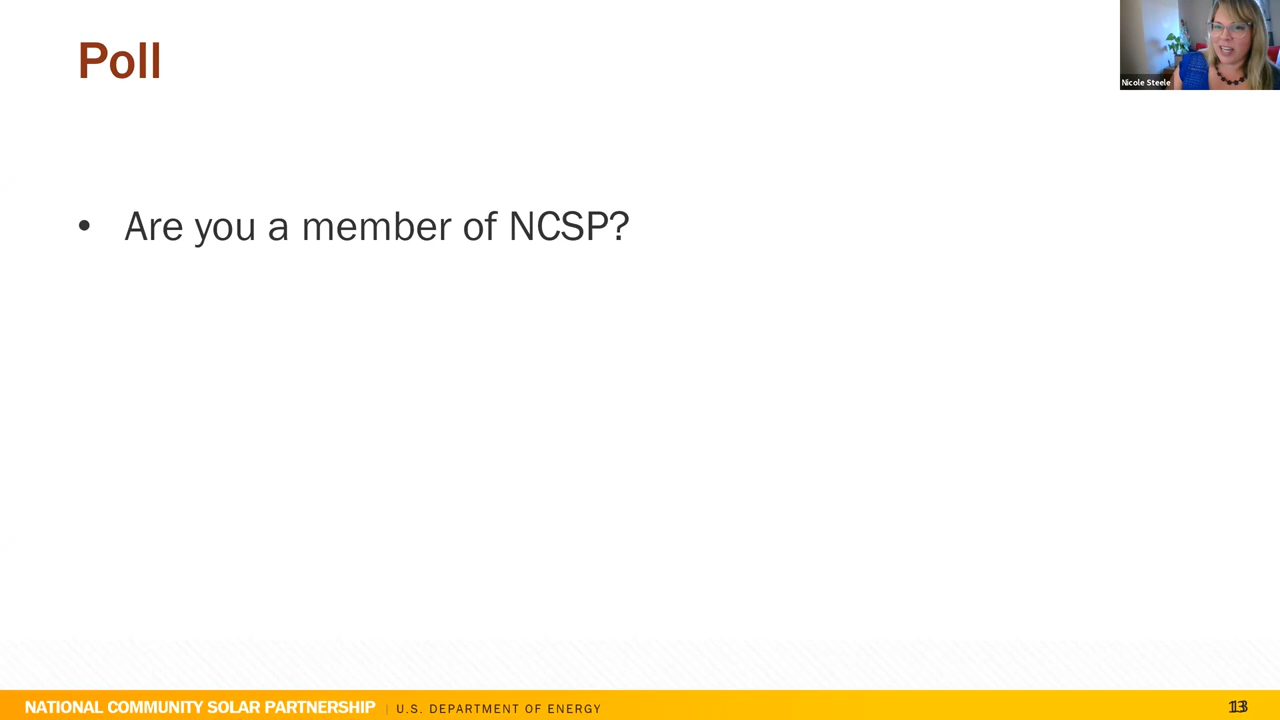 Poll
Nicole Steele
• Are you a member of NCSP?
NATIONAL COMMUNITY SOLAR PARTNERSHIP | U.S. DEPARTMENT OF ENERGY
13